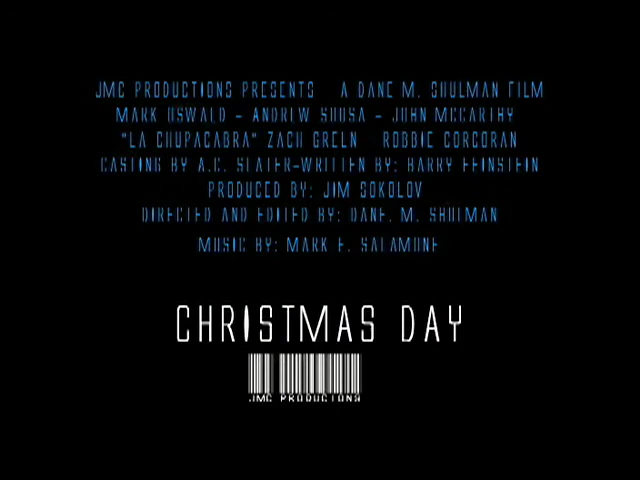 JMC PRODUCTIONS PRESENTS A DANE M. SHULMAN FILM
MARK OSWALD - ANDREW SOUSA - JOHN MCCARTHY
"LA CHUPACABRA" ZACH GRELN ROBBIE CORCORAN
CASTING BY A.C. SLATER-WRITTEN BY: BARRY FEINSTEIN
PRODUCED BY: JIM SOKOLOV
DIRECTED AND EDITED BY: DANE. M. SHULMAN
MUSIC BY: MARK E. SALAMONE
CHRISTMAS DAY
JMC PRODUCTIONS